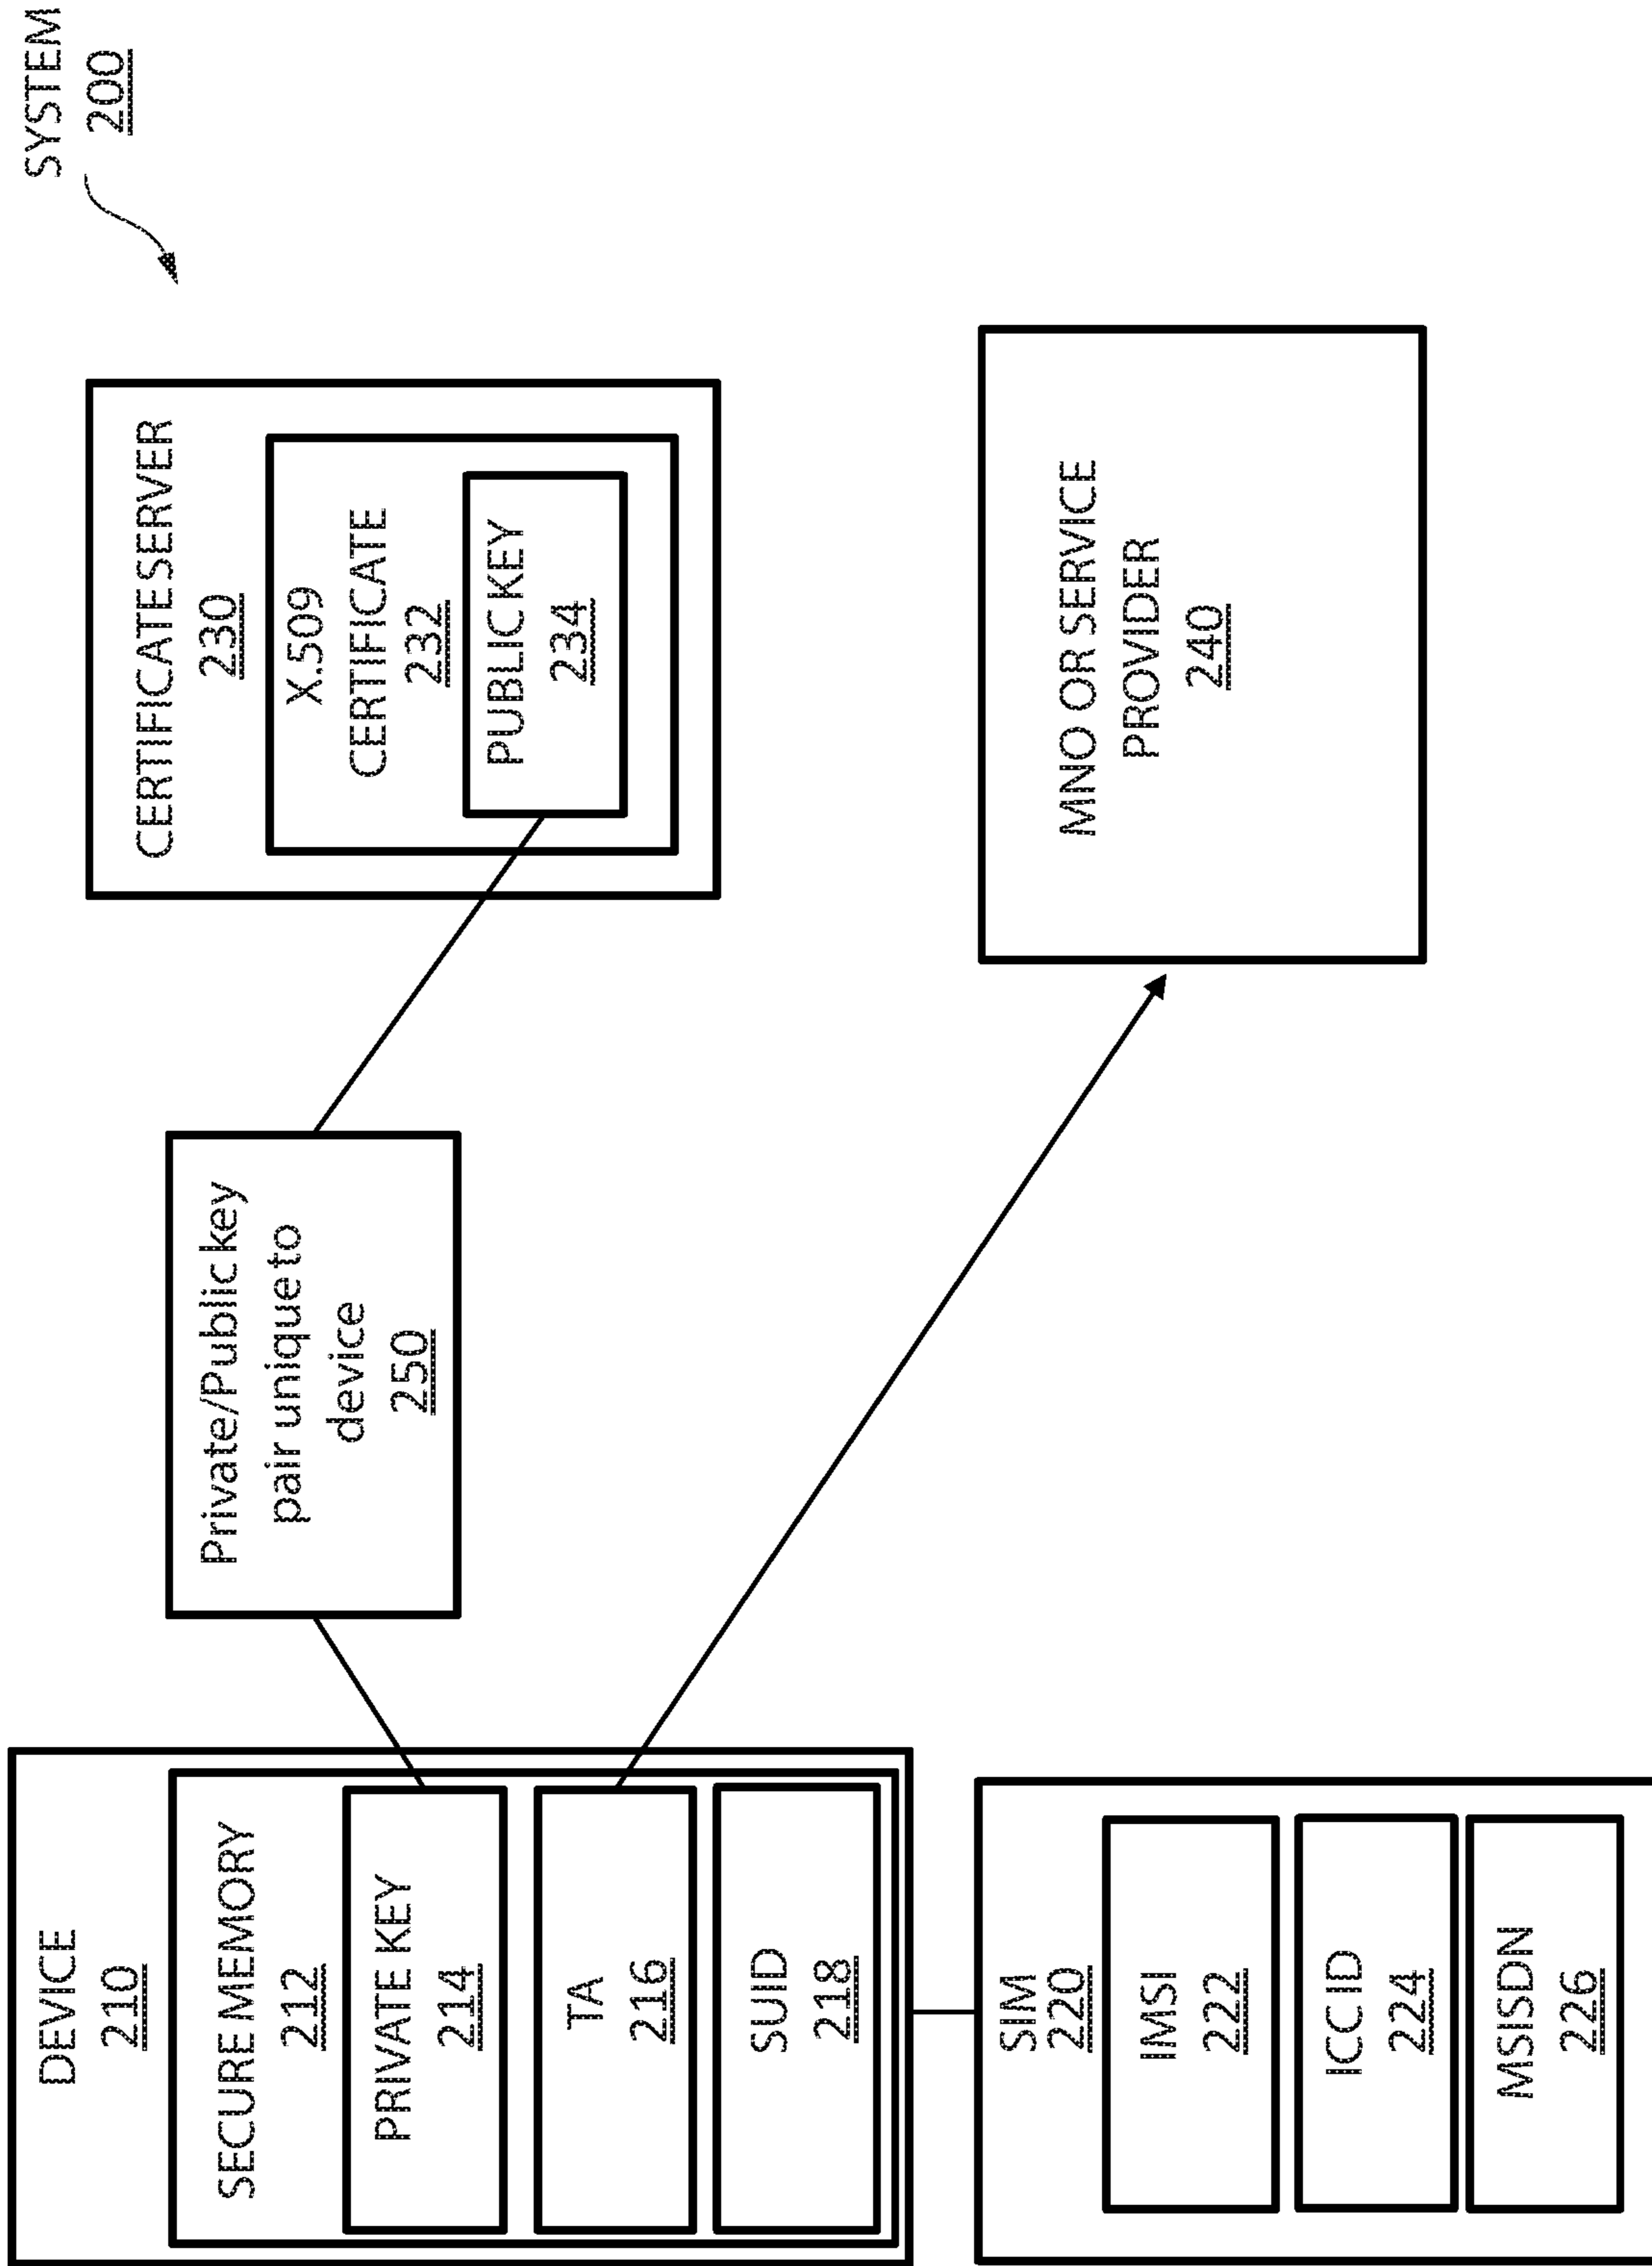 SYSTEM
200
DEVICE
210
SECURE MEMORY
212
PRIVATE KEY
214
TA
216
SUID
218
SIM
220
IMSI
222
ICC ID
224
MSISDN
226
Private/Public key
pair unique to
device
250
CERTIFICATE SERVER
230
X.509
CERTIFICATE
232
PUBLIC KEY
234
MNO OR SERVICE
PROVIDER
240